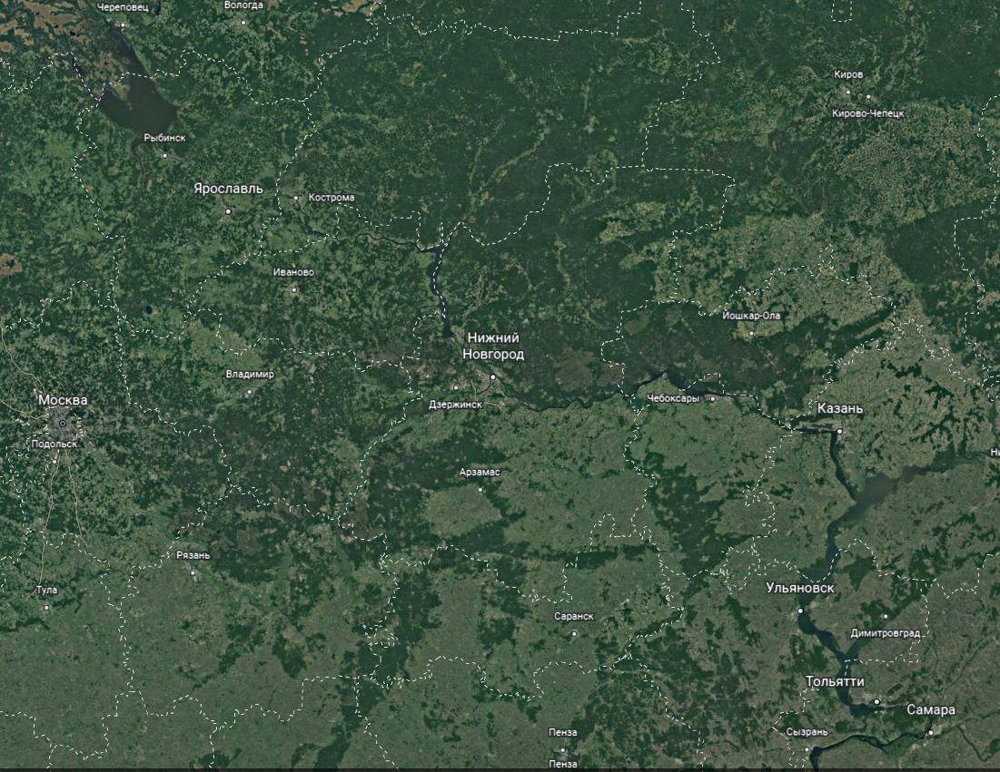 Череповец
Вологда
Киров
Кирово-Чепецк
Рыбинск
Ярославль
Кострома
Иваново
Йошкар-Ола
Нижний
Новгород
Владимир
Дзержинск
Чебоксары
Москва
Казань
Подольск
Ни
Арзамас
Рязань
Тула
Ульяновск
Саранск
Димитровград
Тольятти
Самара
Пенза
Сызрань
Пенза